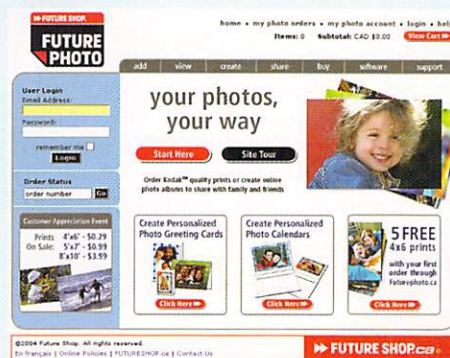 FUTURE SHOP.
FUTURE PHOTO
home • my photo orders • my photo account • login • help
Items: 0 Subtotal: CAD $0.00 View Cart
add view create share buy software support
User Login
Email Address:
Password:
remember me
Login
Order Status
order number Go
Customer Appreciation Event
Prints 4"x6" - $0.29
On Sale: 5"x7" - $0.99
8"x10" - $3.99
your photos,
your way
Start Here Site Tour
Order Kodak™ quality prints or create online
photo albums to share with family and friends
Create Personalized
Photo Greeting Cards
Click Here
Create Personalized
Photo Calendars
Click Here
5 FREE
4x6 prints
with your first
order through
Futurephoto.ca
Click Here
©2004 Future Shop. All rights reserved.
En français | Online Policies | FUTURESHOP.ca | Contact Us
FUTURE SHOP.ca